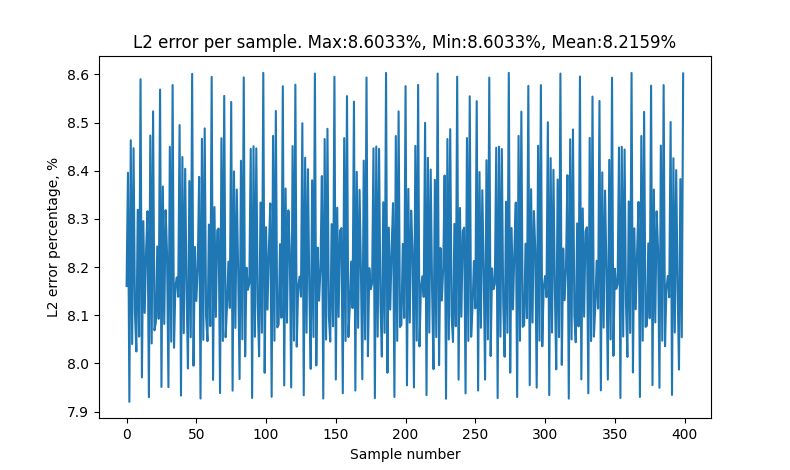 L2 error per sample. Max:8.6033%, Min:8.6033%, Mean:8.2159%
8.6
8.5
8.4
8.3
8.2
8.1
8.0
7.9
L2 error percentage, %
0 50 100 150 200 250 300 350 400
Sample number